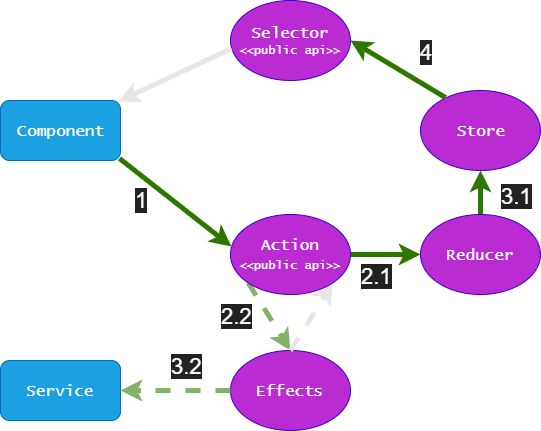 Selector
<<public api>>
4
Component
Store
1
3.1
Action
<<public api>>
2.1
Reducer
2.2
3.2
Service
Effects